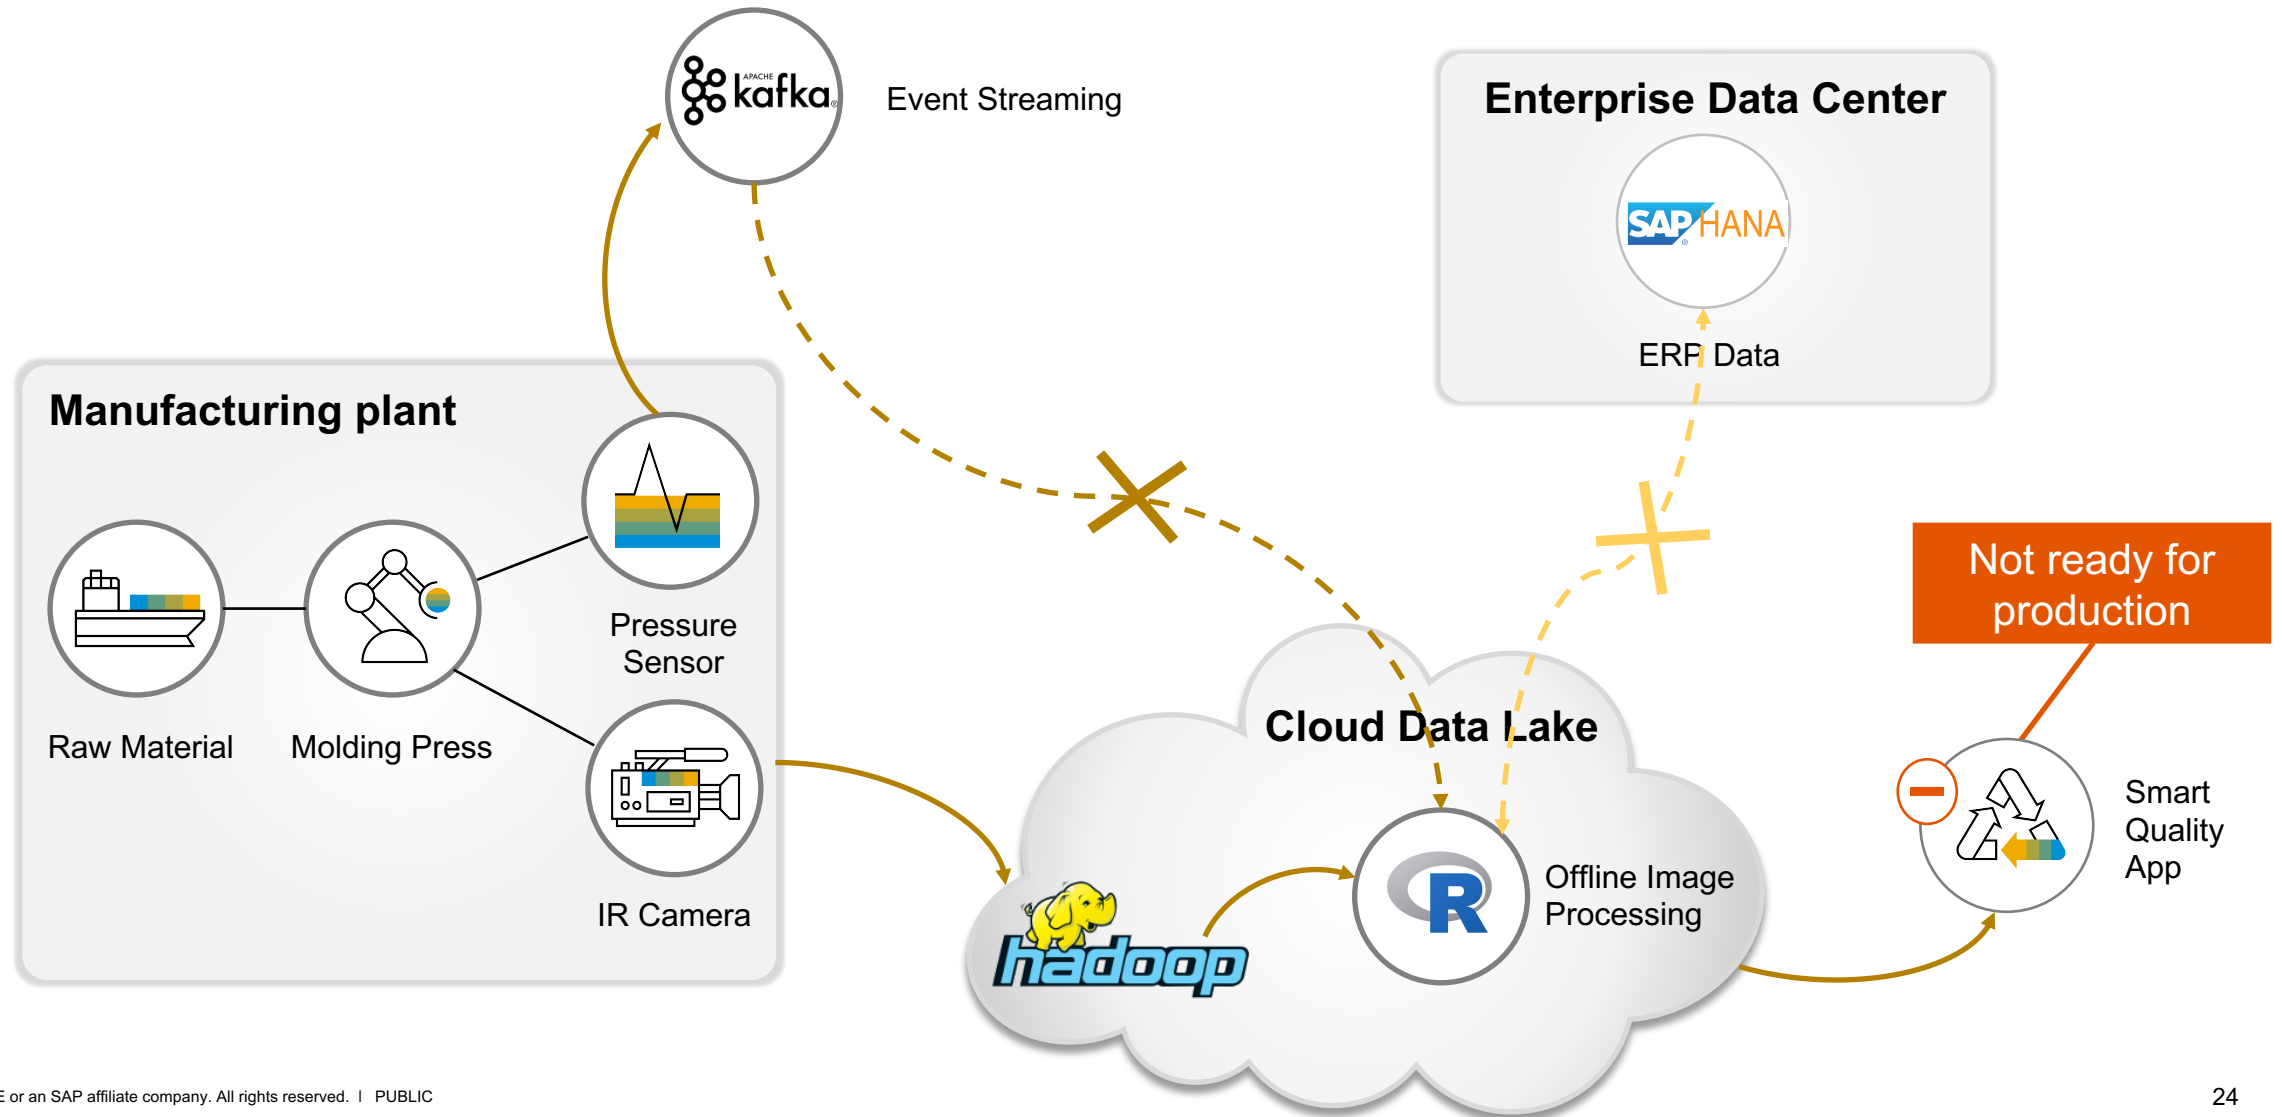 APACHE
kafka®
Event Streaming
Enterprise Data Center
SAP® HANA
ERP Data
Manufacturing plant
Pressure
Sensor
Raw Material
Molding Press
IR Camera
Not ready for
production
Cloud Data Lake
hadoop
R
Offline Image
Processing
Smart
Quality
App
E or an SAP affiliate company. All rights reserved. ǀ PUBLIC
24